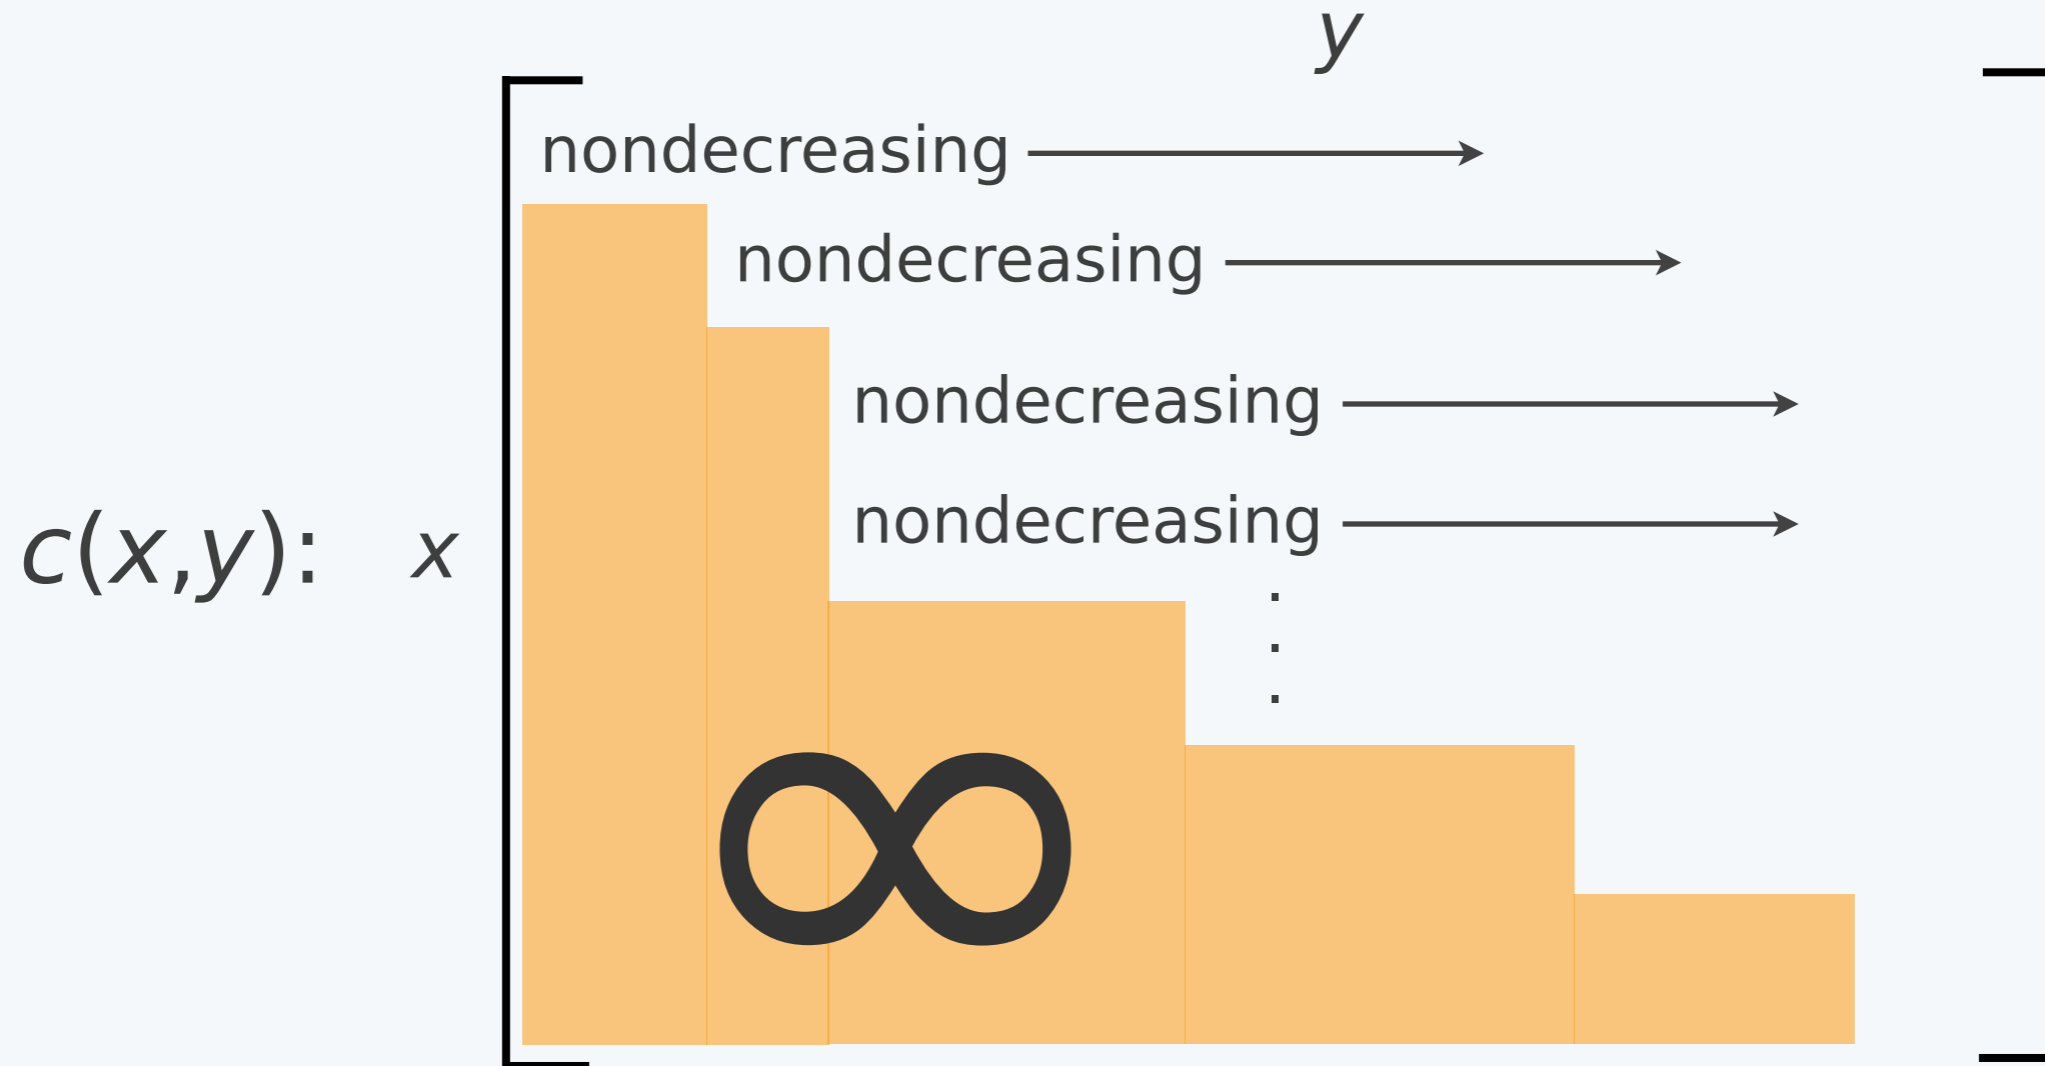 y
nondecreasing
nondecreasing
nondecreasing
nondecreasing
c(x,y): x
.
.
.
∞